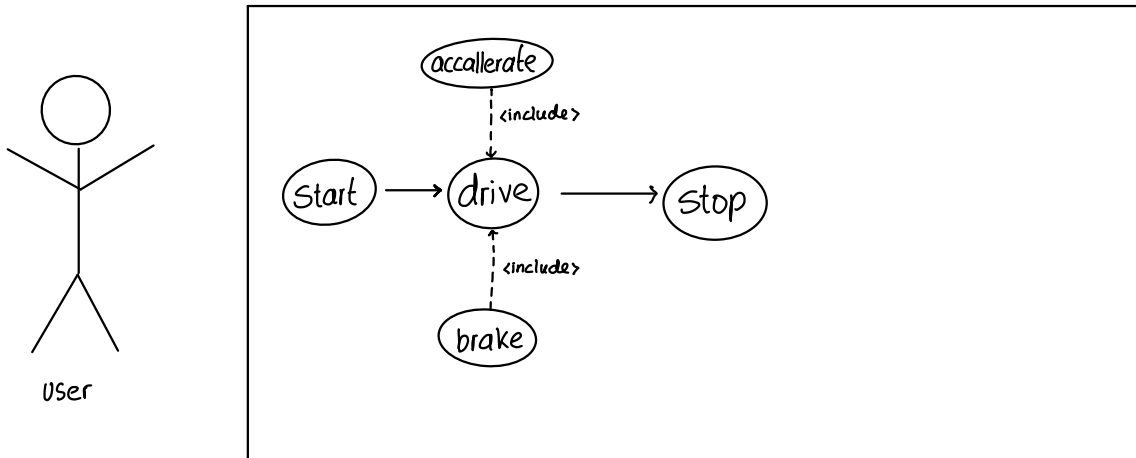 accallerate
<include>
Start
drive
Stop
<include>
brake
User